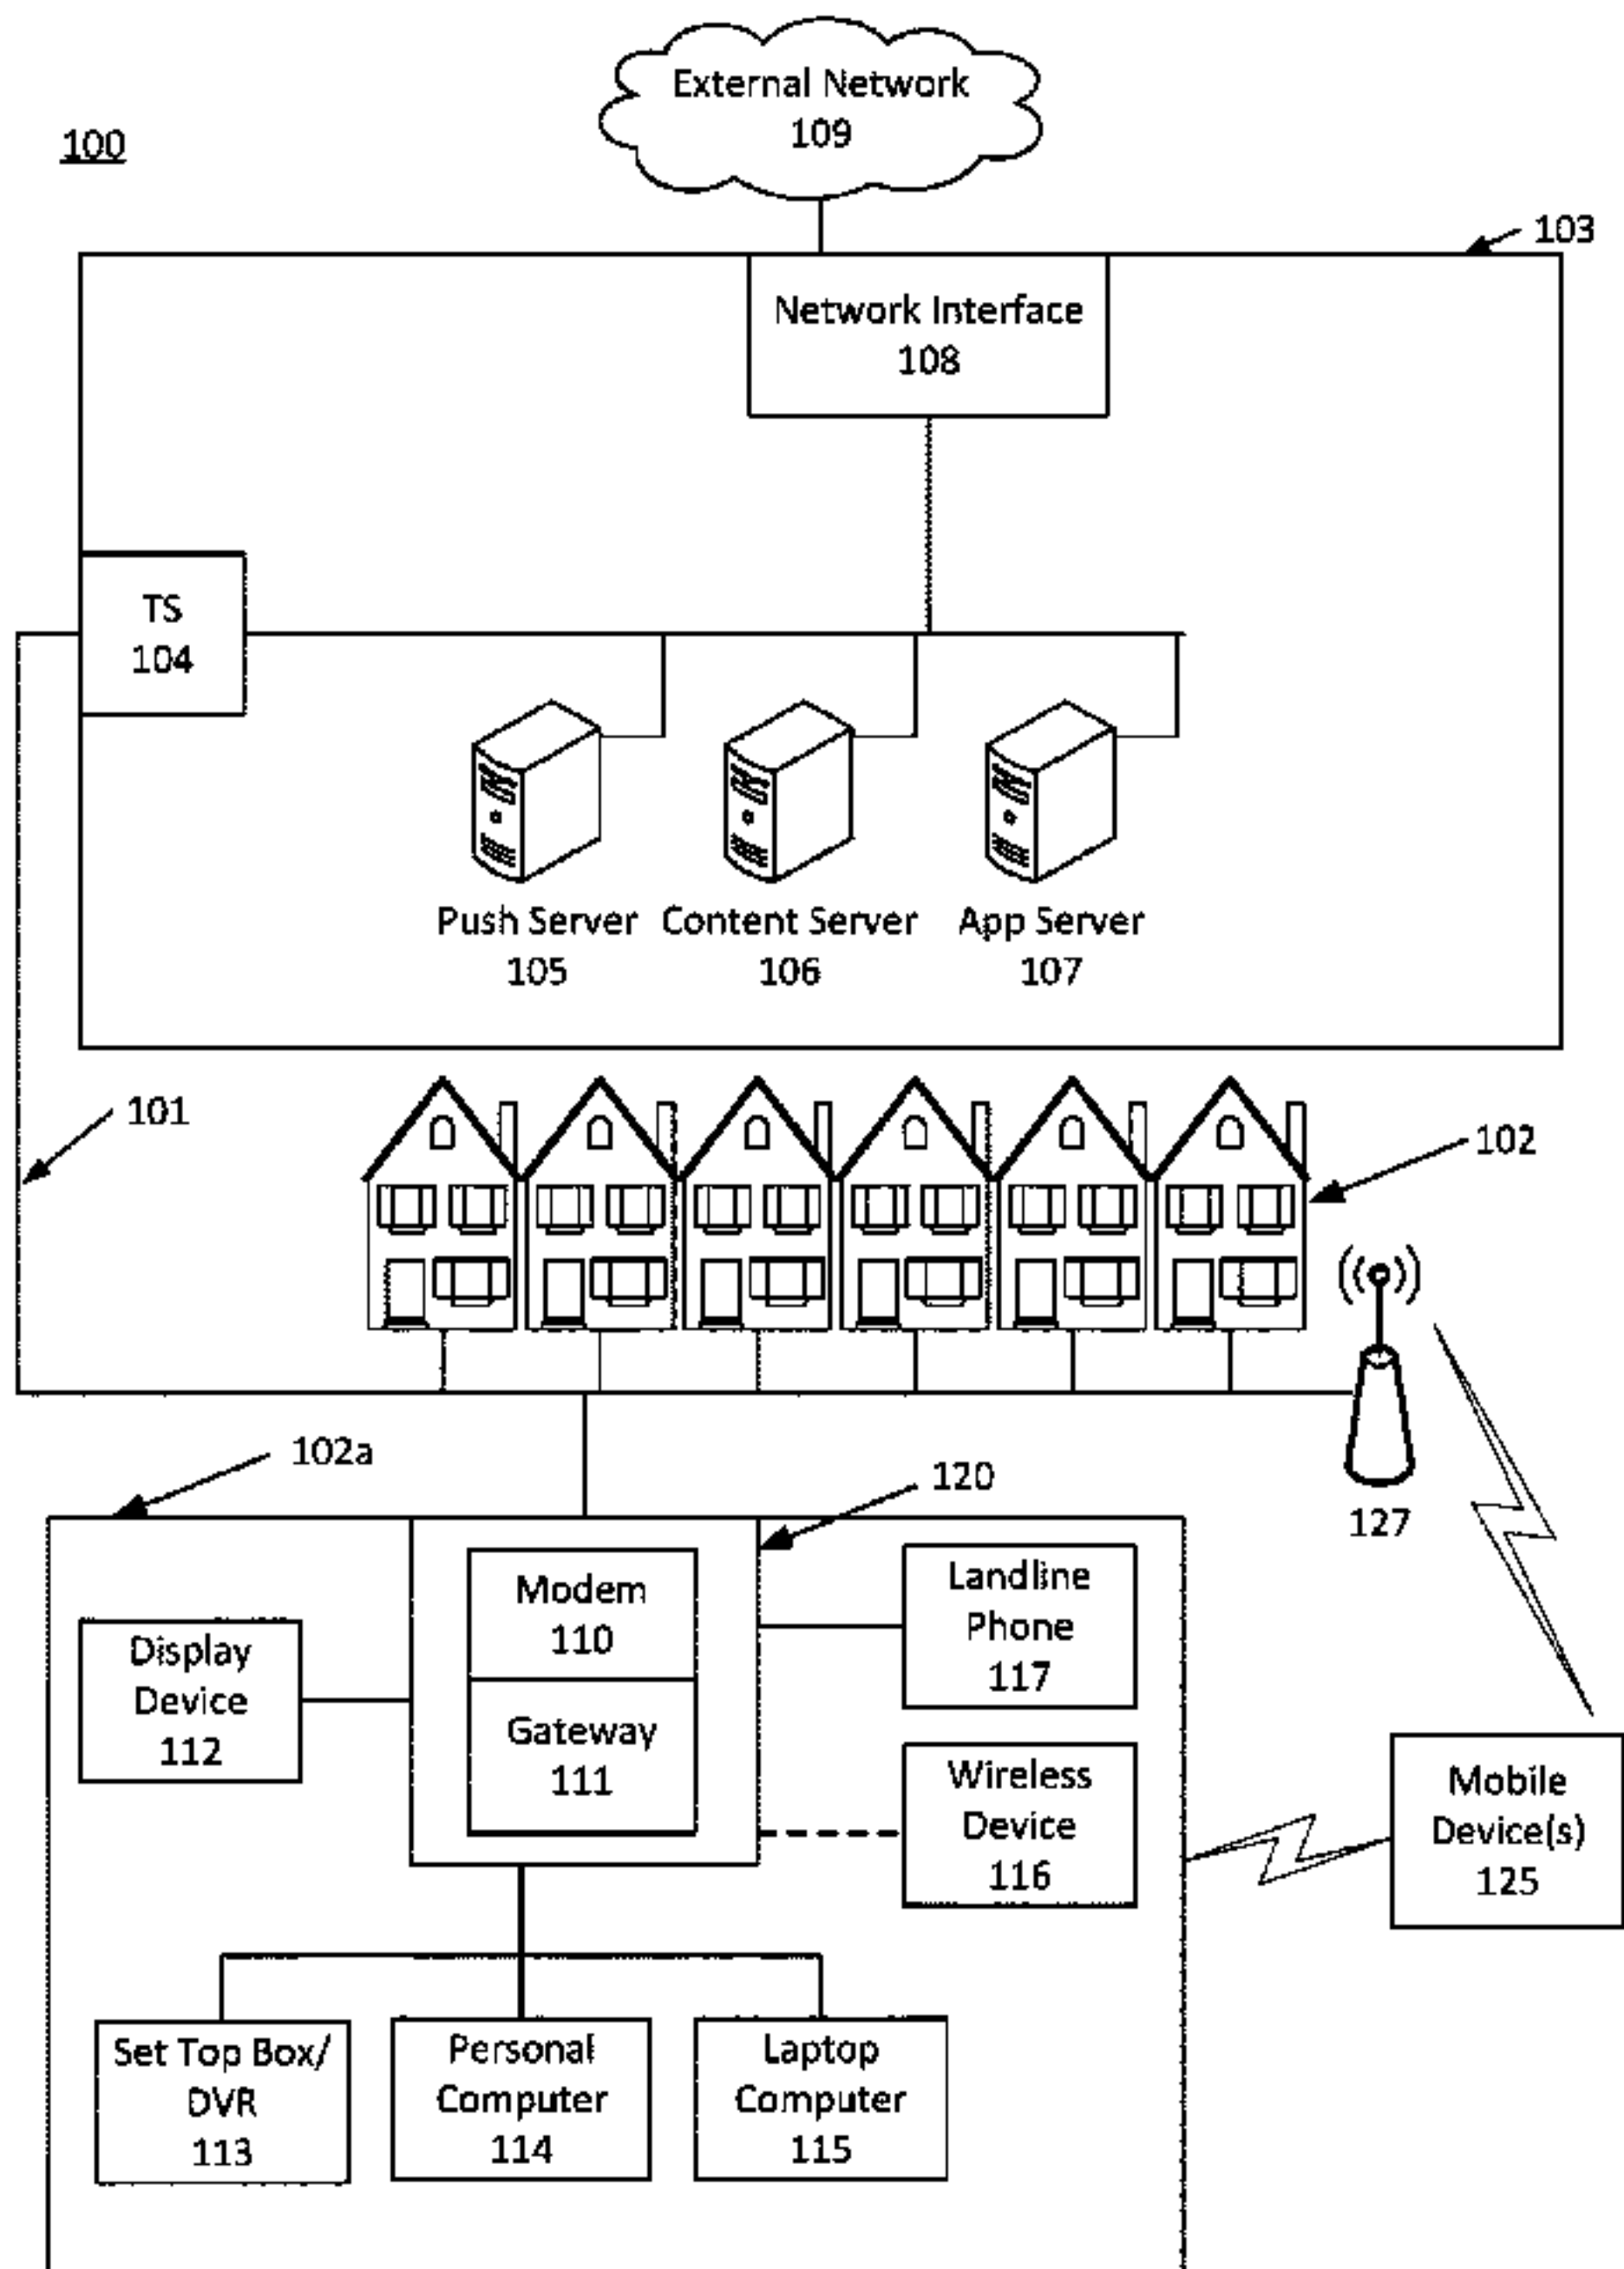 External Network
109
100
103
Network Interface
108
TS
104
Push Server
105
Content Server
106
App Server
107
101
102
127
102a
120
Modem
110
Gateway
111
Landline
Phone
117
Display
Device
112
Wireless
Device
116
Mobile
Device(s)
125
Set Top Box/
DVR
113
Personal
Computer
114
Laptop
Computer
115